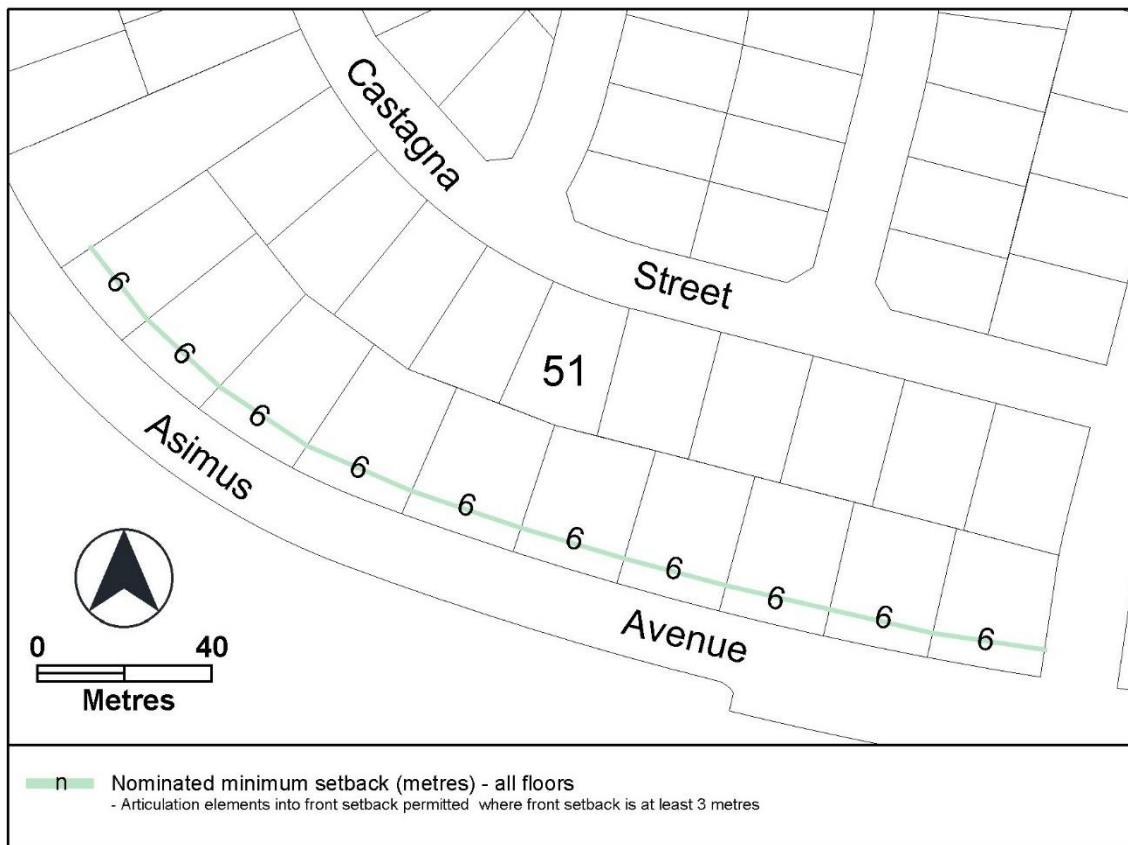 Castagna
Street
51
6
6
6
6
6
6
6
6
6
6
Asimus
Avenue
0 40
Metres
n Nominated minimum setback (metres) - all floors
- Articulation elements into front setback permitted where front setback is at least 3 metres